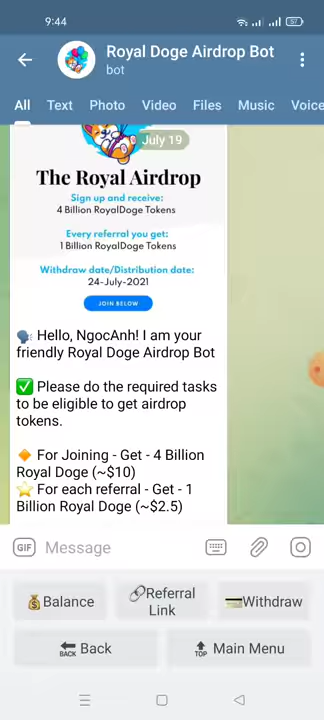 9:44
57
Royal Doge Airdrop Bot
bot
All Text Photo Video Files Music Voice
July 19
The Royal Airdrop
Sign up and receive:
4 Billion RoyalDoge Tokens
Every referral you get:
1 Billion RoyalDoge Tokens
Withdraw date/Distribution date:
24-July-2021
JOIN BELOW
🗣 Hello, NgocAnh! I am your
friendly Royal Doge Airdrop Bot
✅ Please do the required tasks
to be eligible to get airdrop
tokens.
🔸 For Joining - Get - 4 Billion
Royal Doge (~$10)
⭐ For each referral - Get - 1
Billion Royal Doge (~$2.5)
GIF Message
💰Balance
🔗Referral
Link
💳Withdraw
🔙 Back
🔝 Main Menu